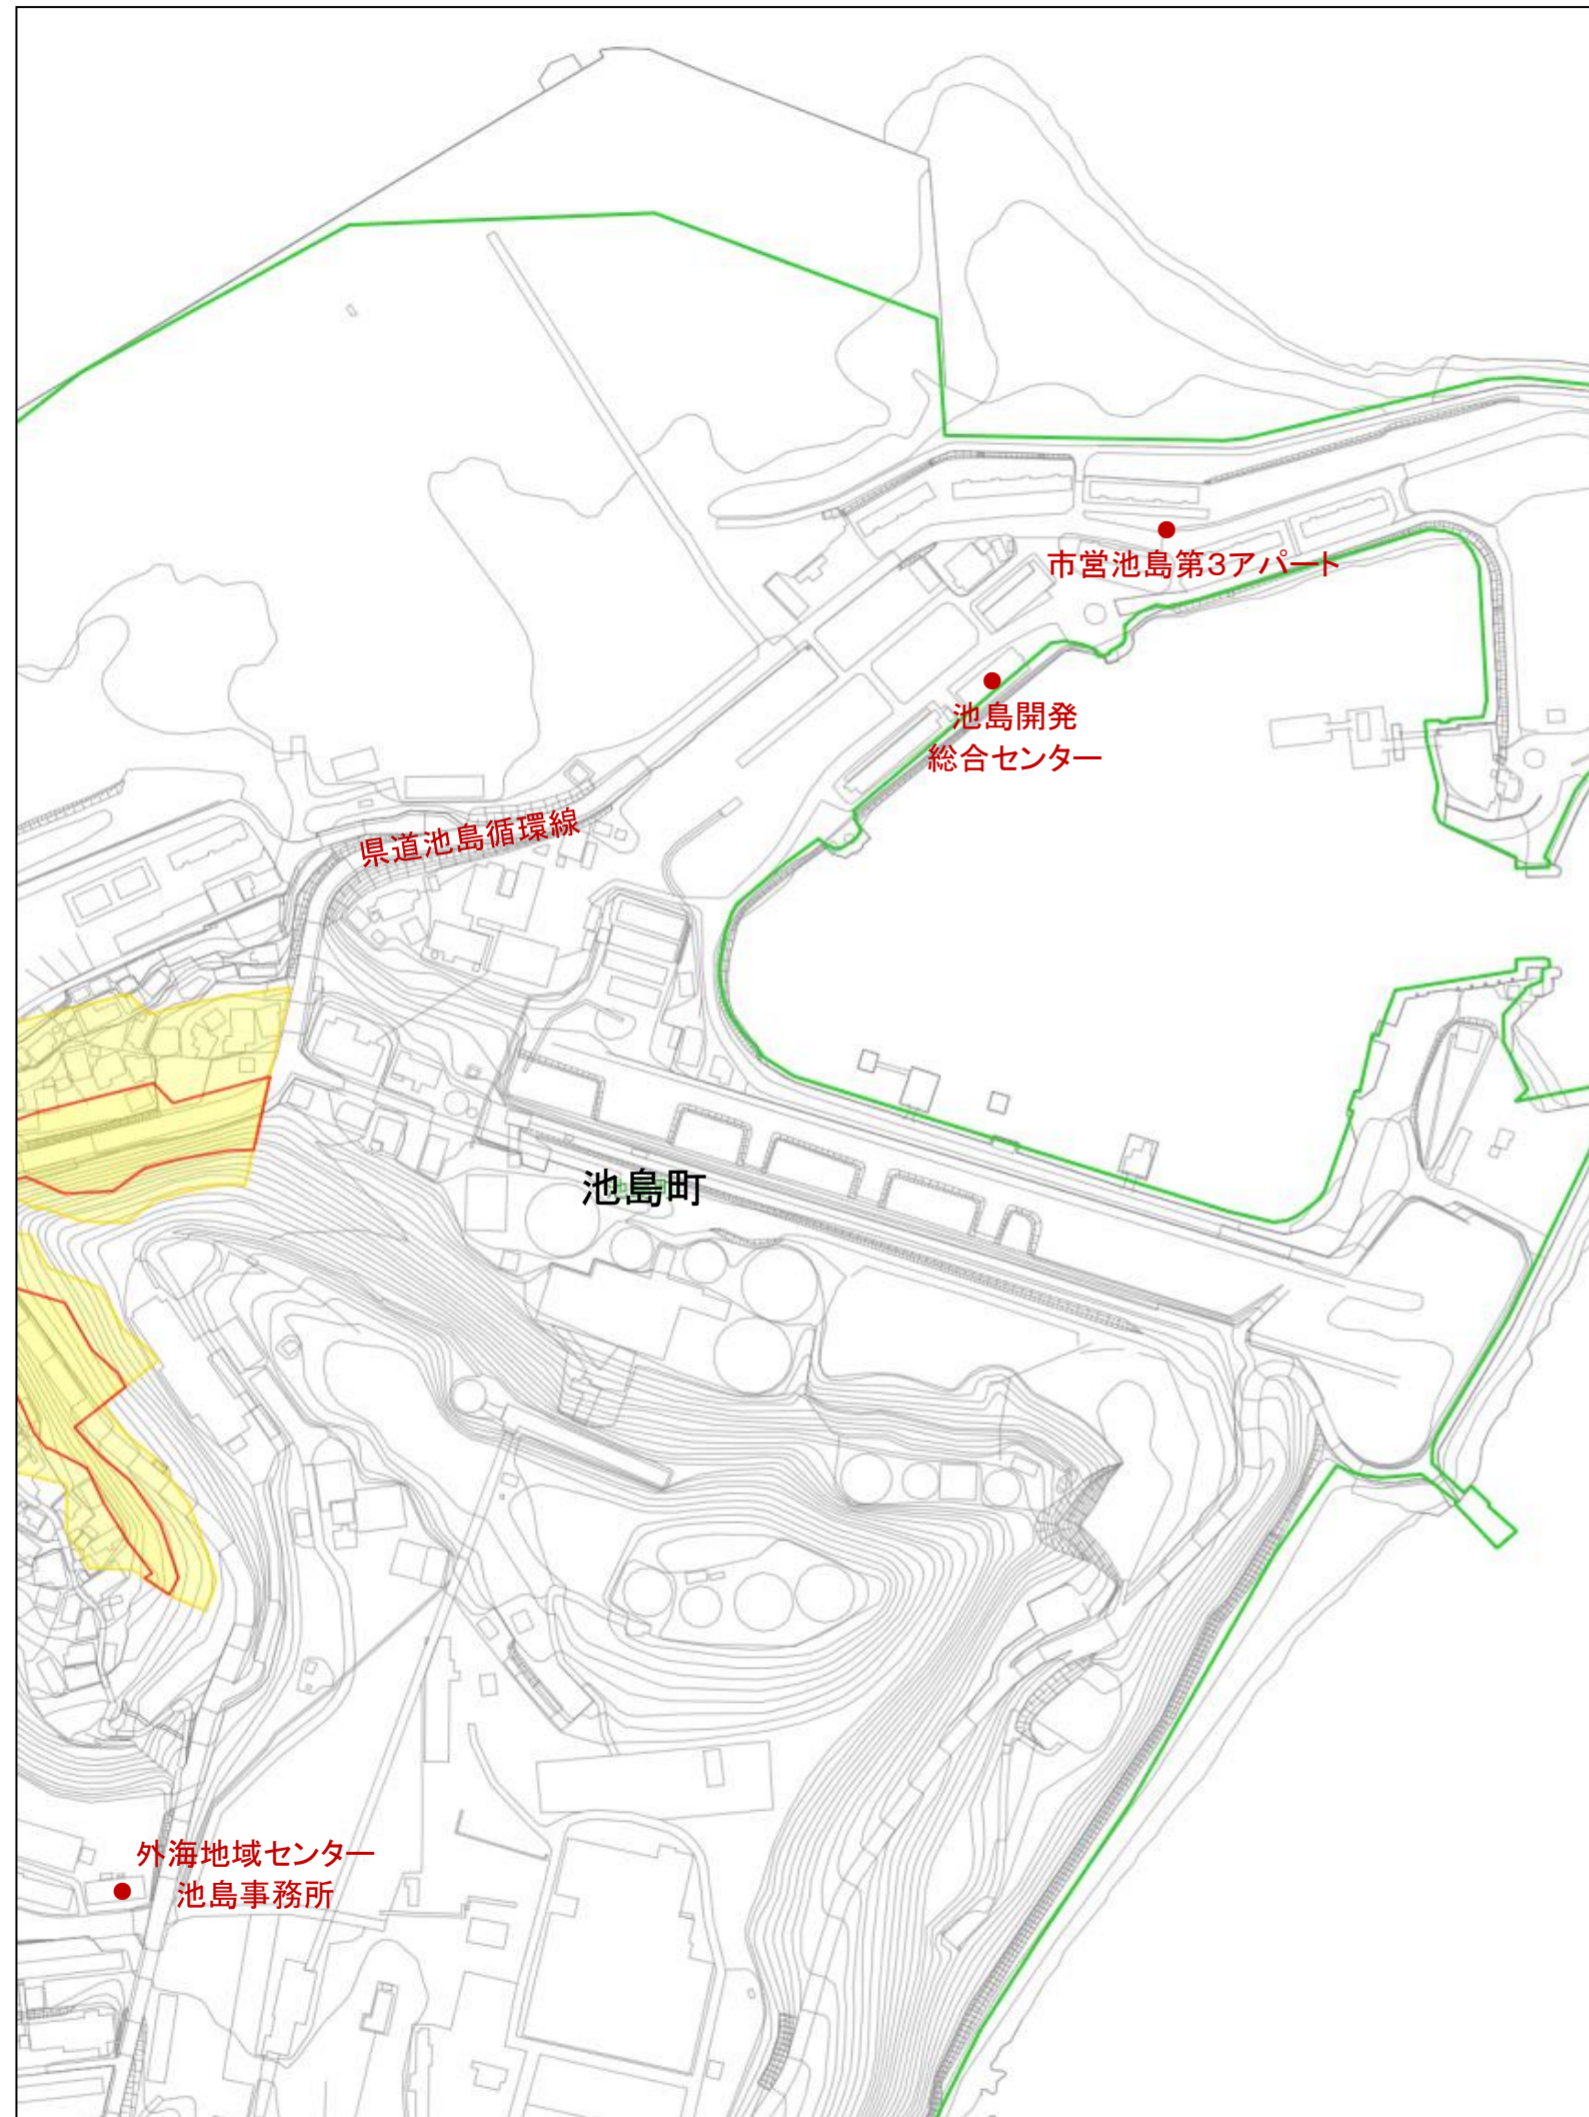 市営池島第3アパート
池島開発
総合センター
県道池島循環線
池島町
外海地域センター
池島事務所